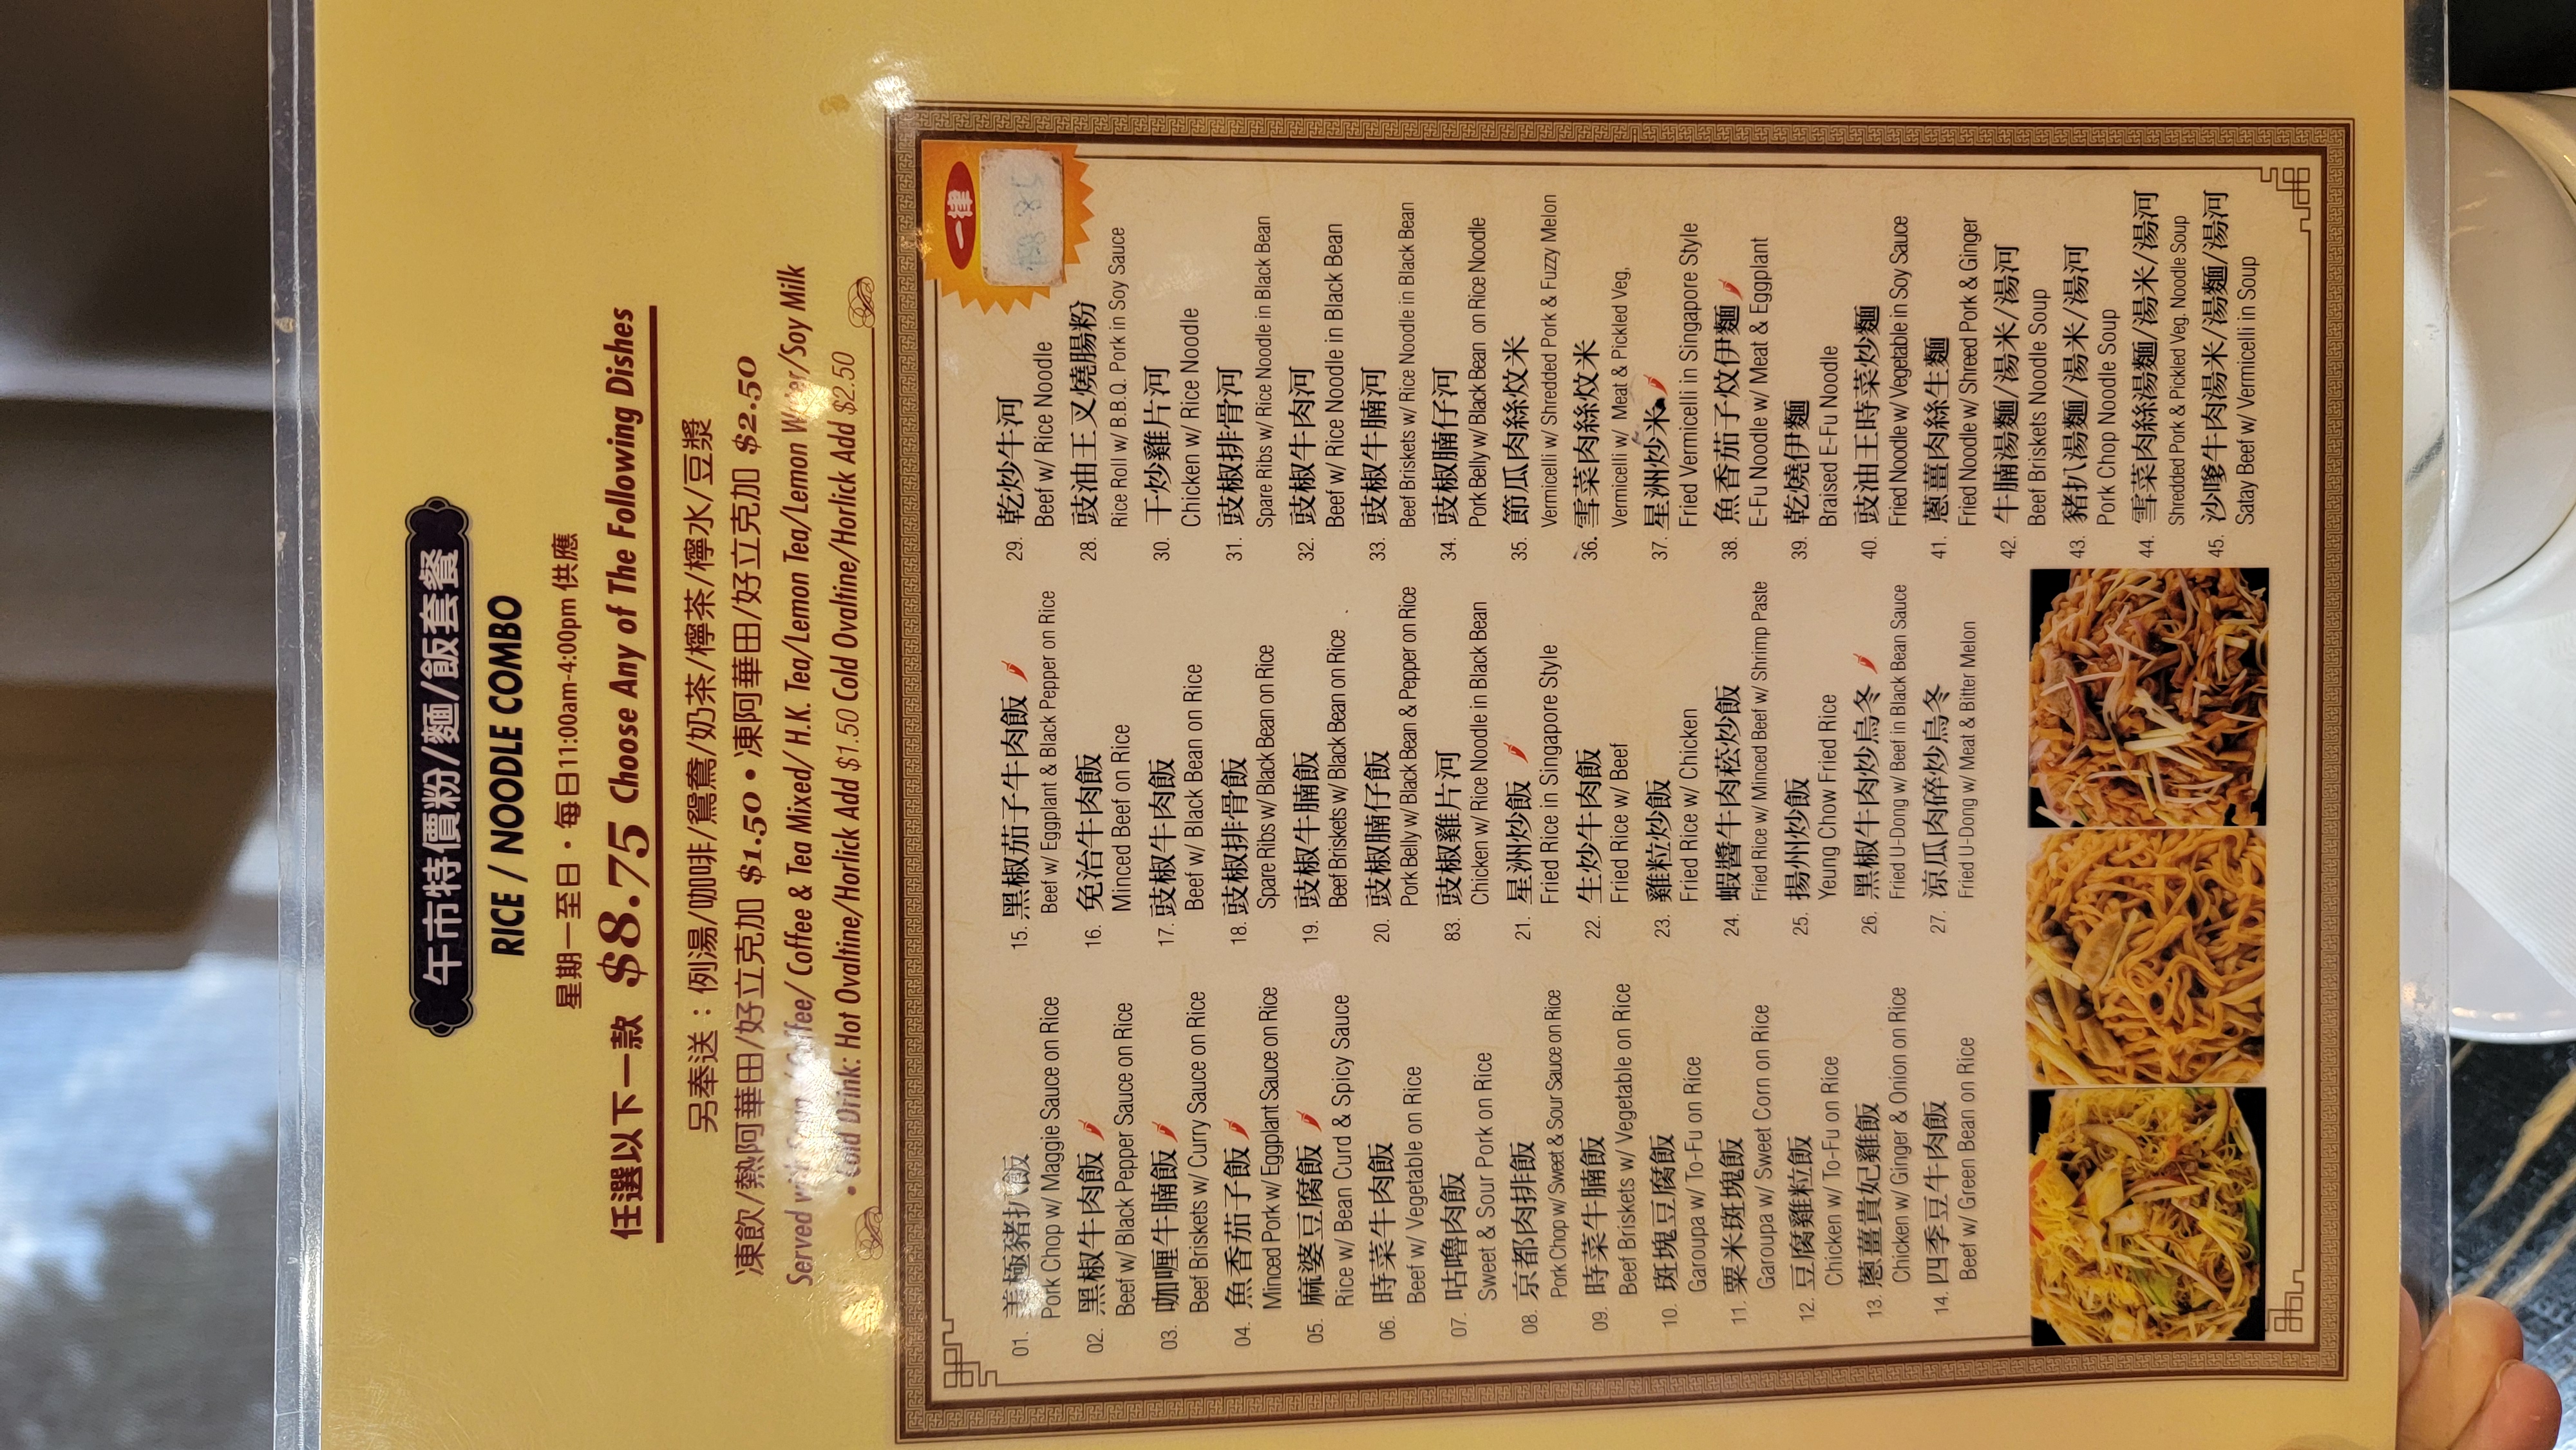 午市特價粉/麵/飯套餐
RICE / NOODLE COMBO
星期一至日・每日11:00am-4:00pm 供應
任選以下一款 $8.75 Choose Any of The Following Dishes
另奉送：例湯/咖啡/鴛鴦/奶茶/檸茶/檸水/豆漿
凍飲/熱阿華田/好立克加 $1.50 • 凍阿華田/好立克加 $2.50
Served with Soup / Coffee/ Coffee & Tea Mixed/ H.K. Tea/Lemon Tea/Lemon Water/Soy Milk
• Cold Drink: Hot Ovaltine/Horlick Add $1.50 Cold Ovaltine/Horlick Add $2.50
一律
$8.75
01. 美極豬扒飯
Pork Chop w/ Maggie Sauce on Rice
02. 黑椒牛肉飯
Beef w/ Black Pepper Sauce on Rice
03. 咖喱牛腩飯
Beef Briskets w/ Curry Sauce on Rice
04. 魚香茄子飯
Minced Pork w/ Eggplant Sauce on Rice
05. 麻婆豆腐飯
Rice w/ Bean Curd & Spicy Sauce
06. 時菜牛肉飯
Beef w/ Vegetable on Rice
07. 咕嚕肉飯
Sweet & Sour Pork on Rice
08. 京都肉排飯
Pork Chop w/ Sweet & Sour Sauce on Rice
09. 時菜牛腩飯
Beef Briskets w/ Vegetable on Rice
10. 斑塊豆腐飯
Garoupa w/ To-Fu on Rice
11. 粟米斑塊飯
Garoupa w/ Sweet Corn on Rice
12. 豆腐雞粒飯
Chicken w/ To-Fu on Rice
13. 蔥薑貴妃雞飯
Chicken w/ Ginger & Onion on Rice
14. 四季豆牛肉飯
Beef w/ Green Bean on Rice
15. 黑椒茄子牛肉飯
Beef w/ Eggplant & Black Pepper on Rice
16. 免治牛肉飯
Minced Beef on Rice
17. 豉椒牛肉飯
Beef w/ Black Bean on Rice
18. 豉椒排骨飯
Spare Ribs w/ Black Bean on Rice
19. 豉椒牛腩飯
Beef Briskets w/ Black Bean on Rice
20. 豉椒腩仔飯
Pork Belly w/ Black Bean & Pepper on Rice
83. 豉椒雞片河
Chicken w/ Rice Noodle in Black Bean
21. 星洲炒飯
Fried Rice in Singapore Style
22. 生炒牛肉飯
Fried Rice w/ Beef
23. 雞粒炒飯
Fried Rice w/ Chicken
24. 蝦醬牛肉菘炒飯
Fried Rice w/ Minced Beef w/ Shrimp Paste
25. 揚州炒飯
Yeung Chow Fried Rice
26. 黑椒牛肉炒烏冬
Fried U-Dong w/ Beef in Black Bean Sauce
27. 涼瓜肉碎炒烏冬
Fried U-Dong w/ Meat & Bitter Melon
29. 乾炒牛河
Beef w/ Rice Noodle
28. 豉油王叉燒腸粉
Rice Roll w/ B.B.Q. Pork in Soy Sauce
30. 干炒雞片河
Chicken w/ Rice Noodle
31. 豉椒排骨河
Spare Ribs w/ Rice Noodle in Black Bean
32. 豉椒牛肉河
Beef w/ Rice Noodle in Black Bean
33. 豉椒牛腩河
Beef Briskets w/ Rice Noodle in Black Bean
34. 豉椒腩仔河
Pork Belly w/ Black Bean on Rice Noodle
35. 節瓜肉絲炆米
Vermicelli w/ Shredded Pork & Fuzzy Melon
36. 雪菜肉絲炆米
Vermicelli w/ Meat & Pickled Veg,
37. 星洲炒米
Fried Vermicelli in Singapore Style
38. 魚香茄子炆伊麵
E-Fu Noodle w/ Meat & Eggplant
39. 乾燒伊麵
Braised E-Fu Noodle
40. 豉油王時菜炒麵
Fried Noodle w/ Vegetable in Soy Sauce
41. 蔥薑肉絲生麵
Fried Noodle w/ Shreed Pork & Ginger
42. 牛腩湯麵/湯米/湯河
Beef Briskets Noodle Soup
43. 豬扒湯麵/湯米/湯河
Pork Chop Noodle Soup
44. 雪菜肉絲湯麵/湯米/湯河
Shredded Pork & Pickled Veg. Noodle Soup
45. 沙嗲牛肉湯米/湯麵/湯河
Satay Beef w/ Vermicelli in Soup